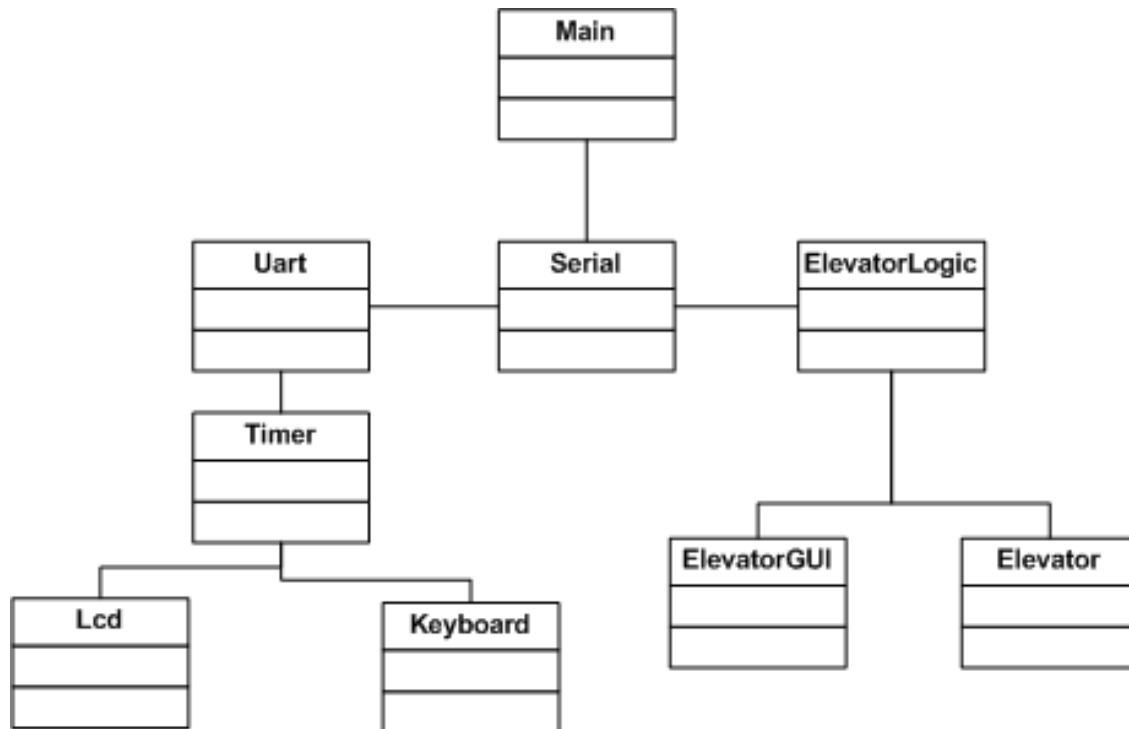 Main
Uart
Serial
ElevatorLogic
Timer
ElevatorGUI
Elevator
Lcd
Keyboard